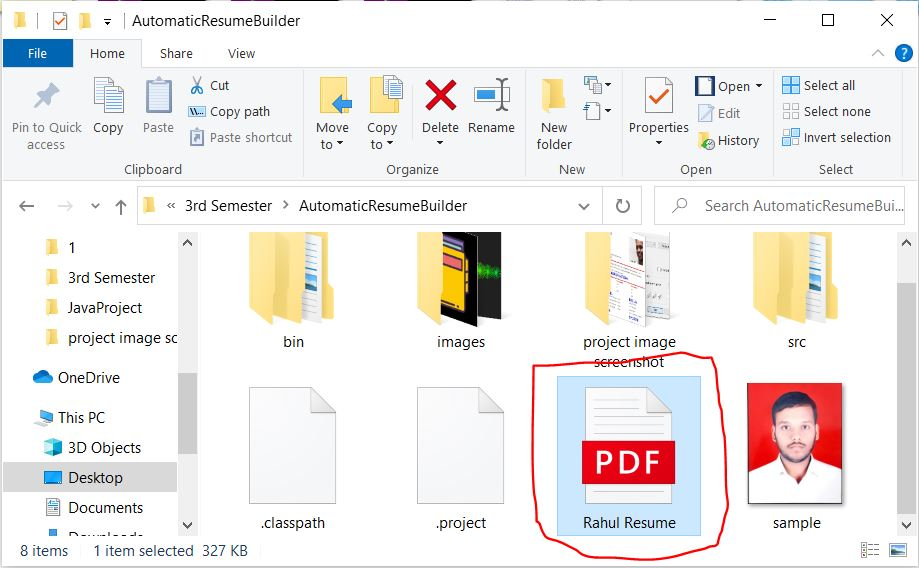 AutomaticResumeBuilder
File Home Share View
Pin to Quick access
Copy
Paste
Cut
Copy path
Paste shortcut
Clipboard
Move to
Copy to
Delete
Rename
Organize
New folder
New
Properties
Open
Edit
History
Open
Select all
Select none
Invert selection
Select
« 3rd Semester > AutomaticResumeBuilder
Search AutomaticResumeBui...
1
3rd Semester
JavaProject
project image sc
OneDrive
This PC
3D Objects
Desktop
Documents
Downloads
bin
images
project image
screenshot
src
.classpath
.project
PDF
Rahul Resume
sample
8 items 1 item selected 327 KB